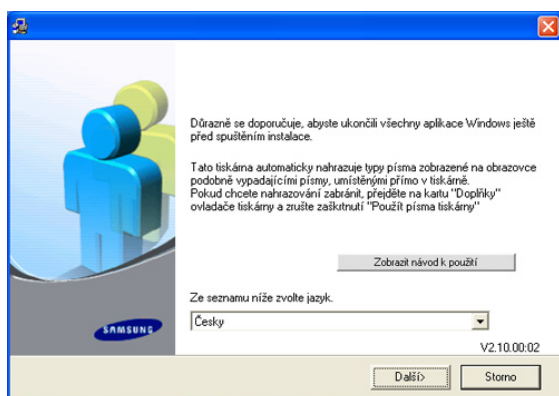 Důrazně se doporučuje, abyste ukončili všechny aplikace Windows ještě
před spuštěním instalace.
Tato tiskárna automaticky nahrazuje typy písma zobrazené na obrazovce
podobně vypadajícími písmy, umístěnými přímo v tiskárně.
Pokud chcete nahrazování zabránit, přejděte na kartu "Doplňky"
ovladače tiskárny a zrušte zaškrtnutí "Použít písma tiskárny"
Zobrazit návod k použití
Ze seznamu níže zvolte jazyk.
SAMSUNG
Česky
V2.10.00:02
Další>
Storno